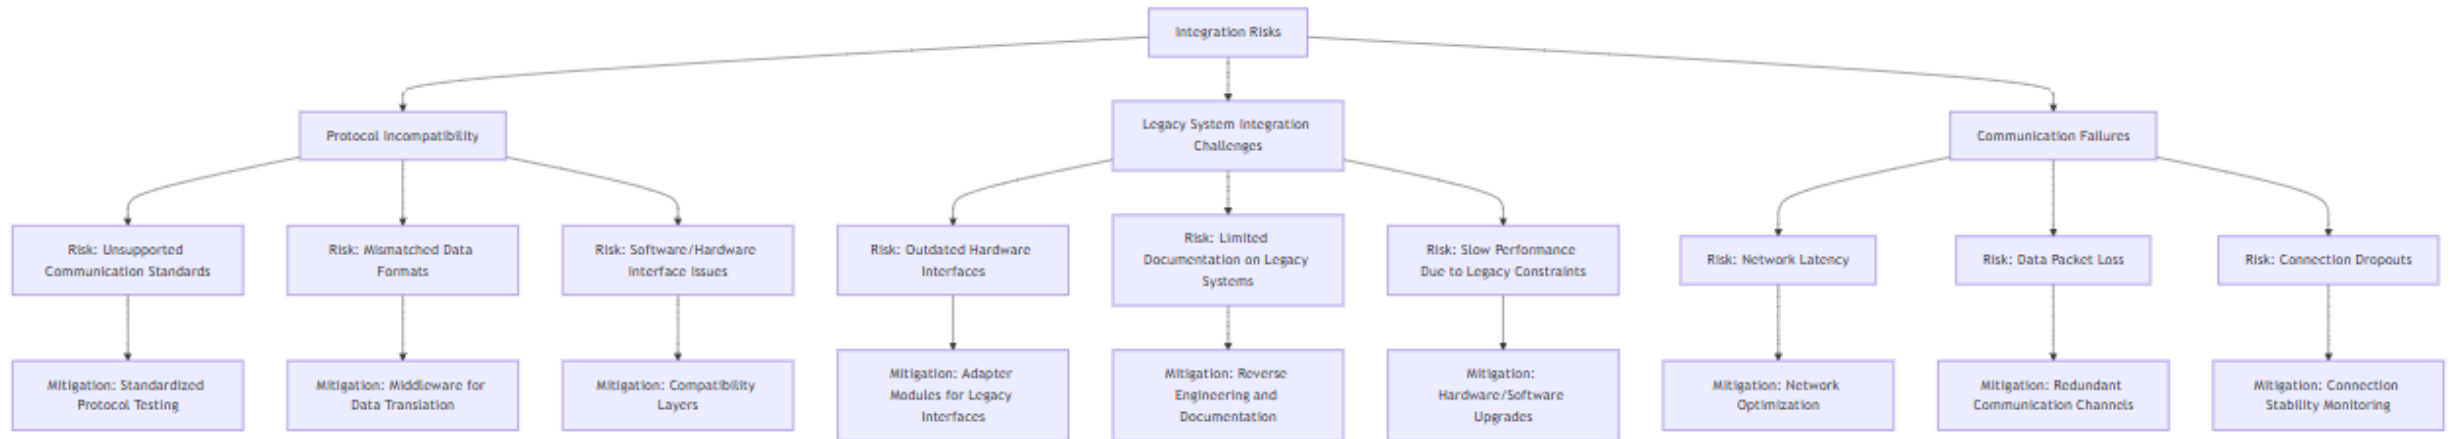 Integration Risks
Protocol Incompatibility
Legacy System Integration
Challenges
Communication Failures
Risk: Unsupported
Communication Standards
Risk: Mismatched Data
Formats
Risk: Software/Hardware
Interface Issues
Risk: Outdated Hardware
Interfaces
Risk: Limited
Documentation on Legacy
Systems
Risk: Slow Performance
Due to Legacy Constraints
Risk: Network Latency
Risk: Data Packet Loss
Risk: Connection Dropouts
Mitigation: Standardized
Protocol Testing
Mitigation: Middleware for
Data Translation
Mitigation: Compatibility
Layers
Mitigation: Adapter
Modules for Legacy
Interfaces
Mitigation: Reverse
Engineering and
Documentation
Mitigation:
Hardware/Software
Upgrades
Mitigation: Network
Optimization
Mitigation: Redundant
Communication Channels
Mitigation: Connection
Stability Monitoring